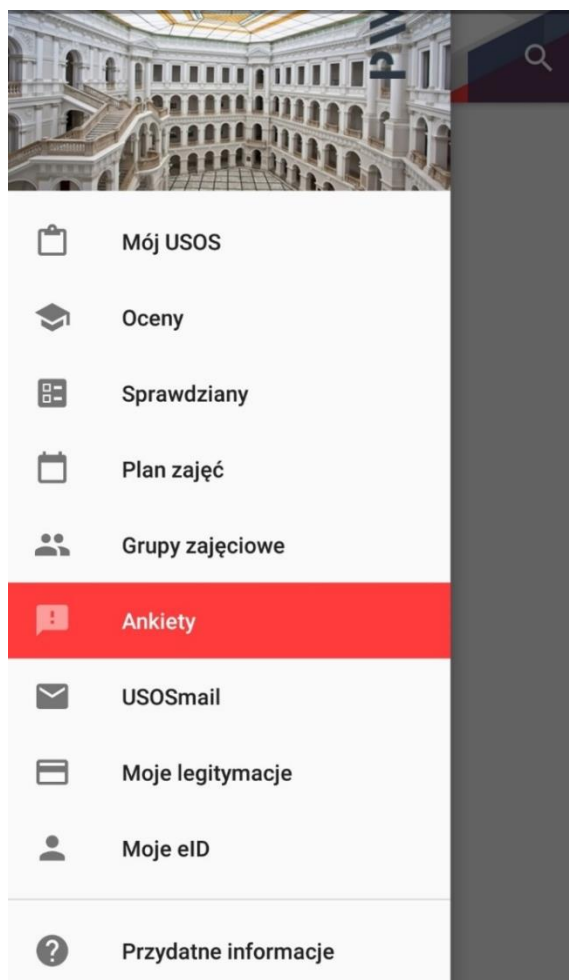 Mój USOS
Oceny
Sprawdziany
Plan zajęć
Grupy zajęciowe
Ankiety
USOSmail
Moje legitymacje
Moje eID
Przydatne informacje